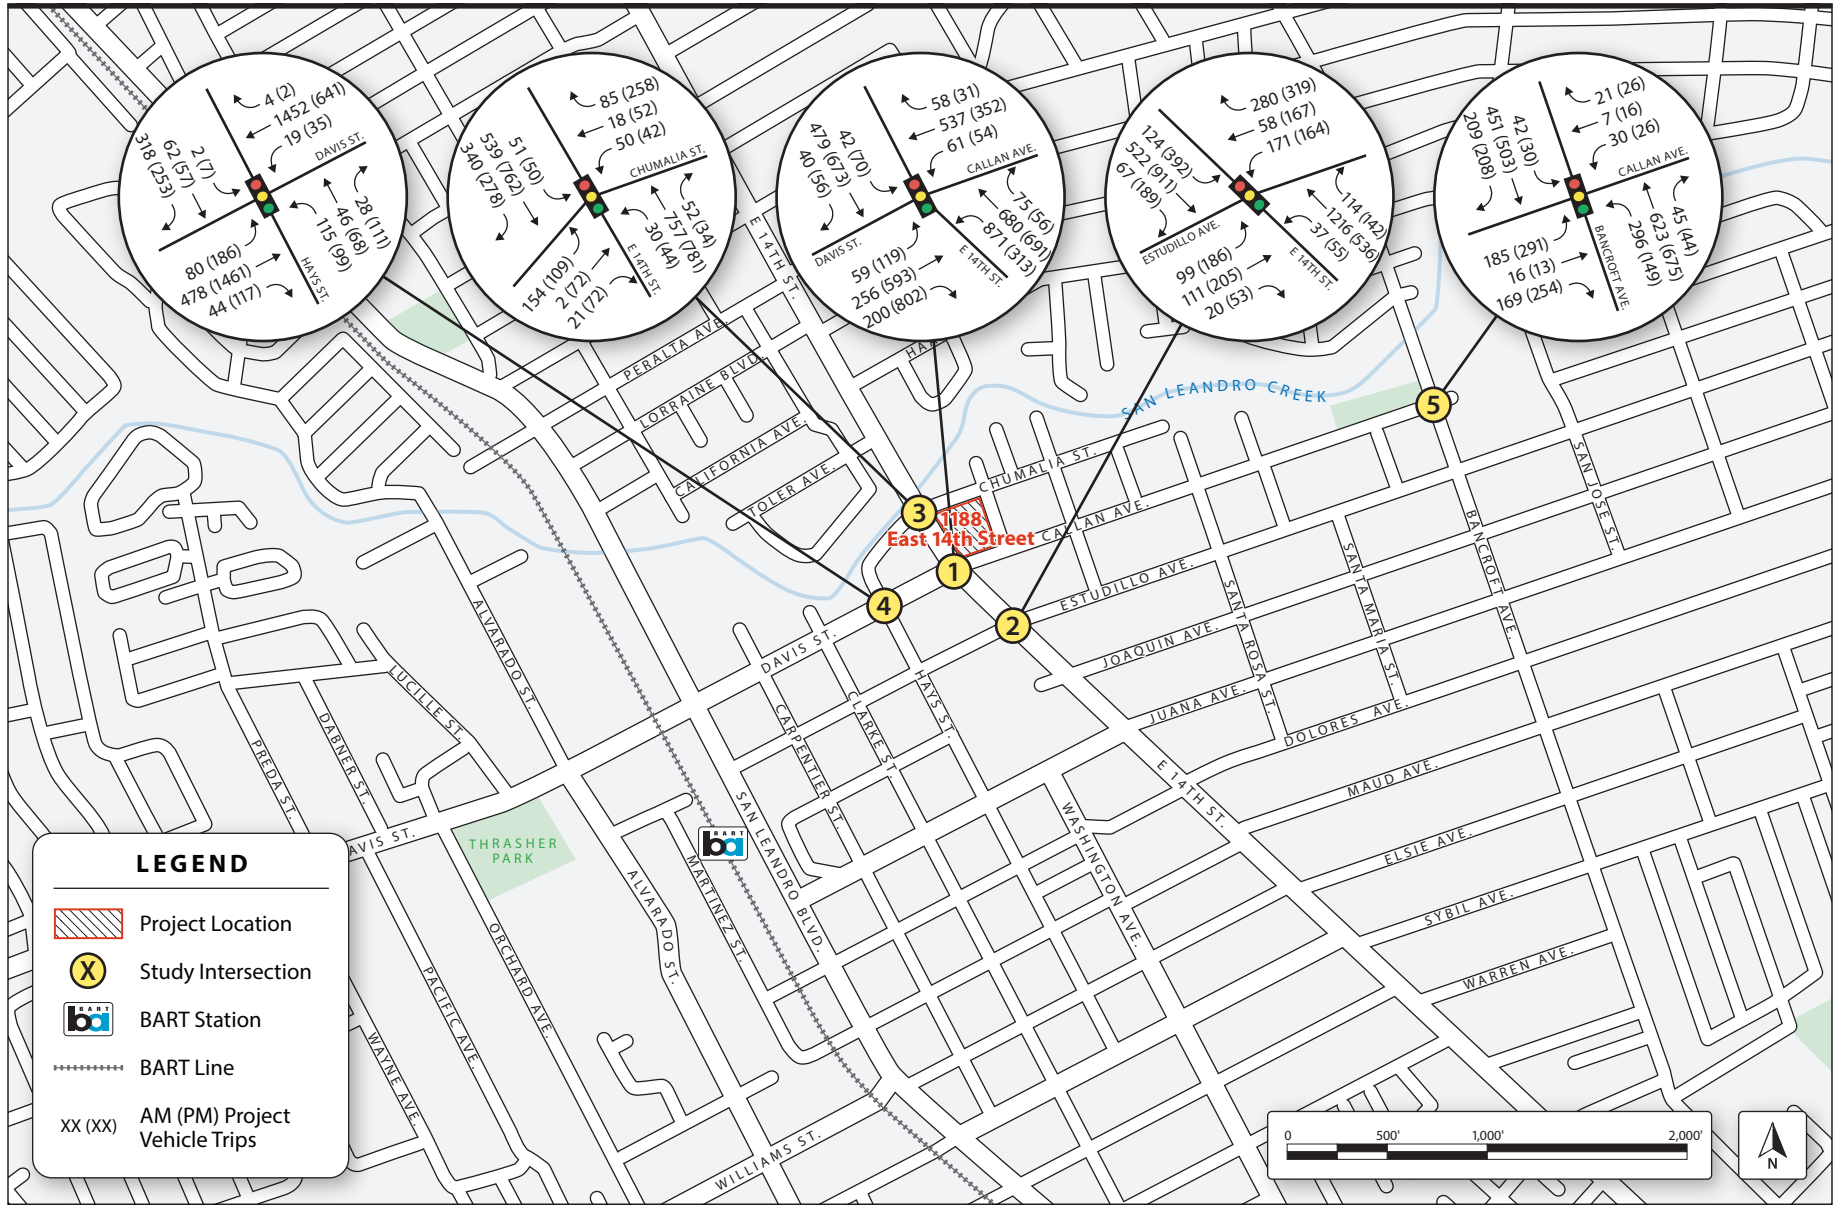 4 (2)
1452 (641)
19 (35)
DAVIS ST.
318 (253)
62 (57)
2 (7)
28 (111)
46 (68)
115 (99)
80 (186)
478 (1461)
44 (117)
HAYS ST.
85 (258)
18 (52)
50 (42)
CHUMALIA ST.
340 (278)
539 (762)
51 (50)
52 (34)
757 (781)
30 (44)
154 (109)
2 (72)
21 (72)
E 14TH ST.
58 (31)
537 (352)
61 (54)
CALLAN AVE.
40 (56)
479 (673)
42 (70)
75 (56)
680 (691)
871 (313)
DAVIS ST.
59 (119)
256 (593)
200 (802)
E 14TH ST.
280 (319)
58 (167)
171 (164)
124 (392)
522 (911)
67 (189)
114 (142)
1216 (536)
37 (55)
ESTUDILLO AVE.
99 (186)
111 (205)
20 (53)
E 14TH ST.
21 (26)
7 (16)
30 (26)
CALLAN AVE.
209 (208)
451 (503)
42 (30)
45 (44)
623 (675)
296 (149)
185 (291)
16 (13)
169 (254)
BANCROFT AVE.
E 14TH ST.
PERALTA AVE.
LORRAINE BLVD.
HA
CALIFORNIA AVE.
TOLER AVE.
SAN LEANDRO CREEK
CHUMALIA ST.
CALLAN AVE.
ESTUDILLO AVE.
3
1188
East 14th Street
1
4
2
5
SAN JOSE ST.
BANCROFT AVE.
SANTA MARIA ST.
SANTA ROSA ST.
JOAQUIN AVE.
JUANA AVE.
DOLORES AVE.
MAUD AVE.
ELSIE AVE.
SYBIL AVE.
WARREN AVE.
E 14TH ST.
WASHINGTON AVE.
DAVIS ST.
HAYS ST.
CLARKE ST.
CARPENTIER ST.
SAN LEANDRO BLVD.
MARTINEZ ST.
ALVARADO ST.
ALVARADO ST.
LUCILLE ST.
DABNER ST.
PREDA ST.
AVIS ST.
THRASHER
PARK
BART
ba
ORCHARD AVE.
PACIFIC AVE.
WAYNE AVE.
WILLIAMS ST.
LEGEND
Project Location
X
Study Intersection
BART
ba
BART Station
BART Line
XX (XX)
AM (PM) Project
Vehicle Trips
0
500'
1,000'
2,000'
N